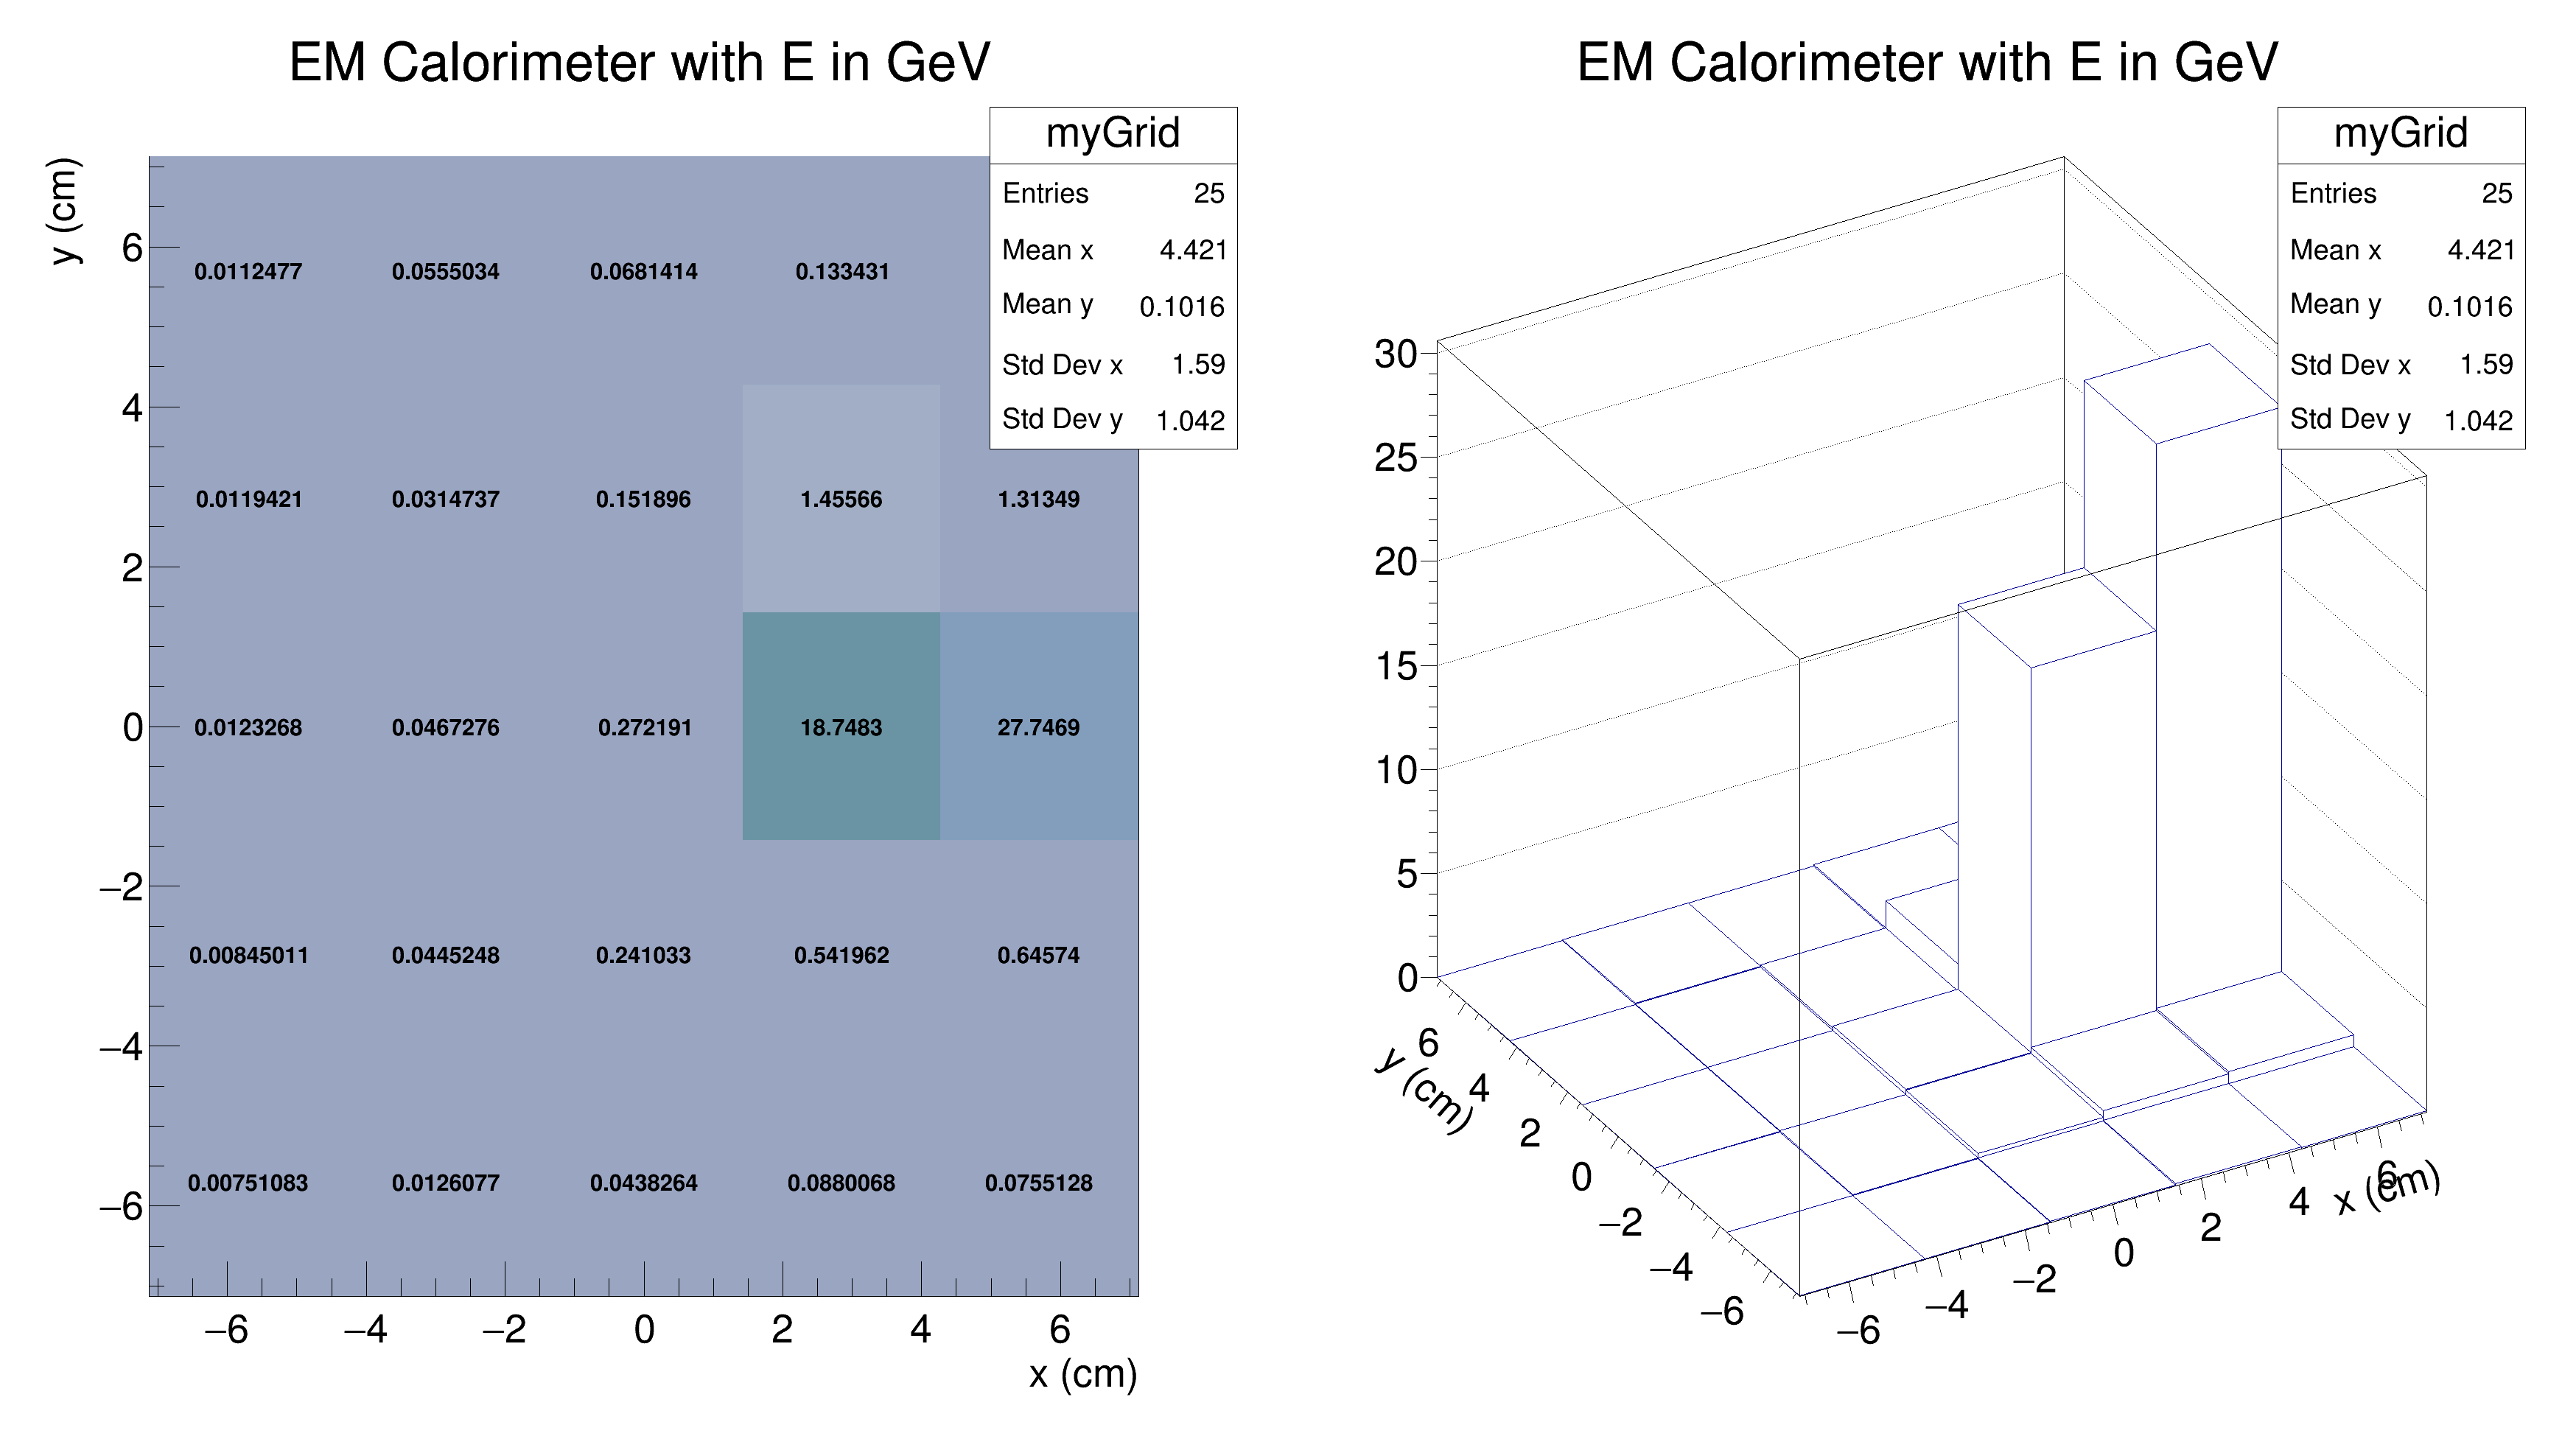 EM Calorimeter with E in GeV
myGrid
Entries 25
Mean x 4.421
Mean y 0.1016
Std Dev x 1.59
Std Dev y 1.042
y (cm)
6
4
2
0
−2
−4
−6
0.0112477 0.0555034 0.0681414 0.133431
0.0119421 0.0314737 0.151896 1.45566 1.31349
0.0123268 0.0467276 0.272191 18.7483 27.7469
0.00845011 0.0445248 0.241033 0.541962 0.64574
0.00751083 0.0126077 0.0438264 0.0880068 0.0755128
−6 −4 −2 0 2 4 6
x (cm)
EM Calorimeter with E in GeV
myGrid
Entries 25
Mean x 4.421
Mean y 0.1016
Std Dev x 1.59
Std Dev y 1.042
30
25
20
15
10
5
0
6
4
2
0
−2
−4
−6
y (cm)
−6 −4 −2 0 2 4 6
x (cm)